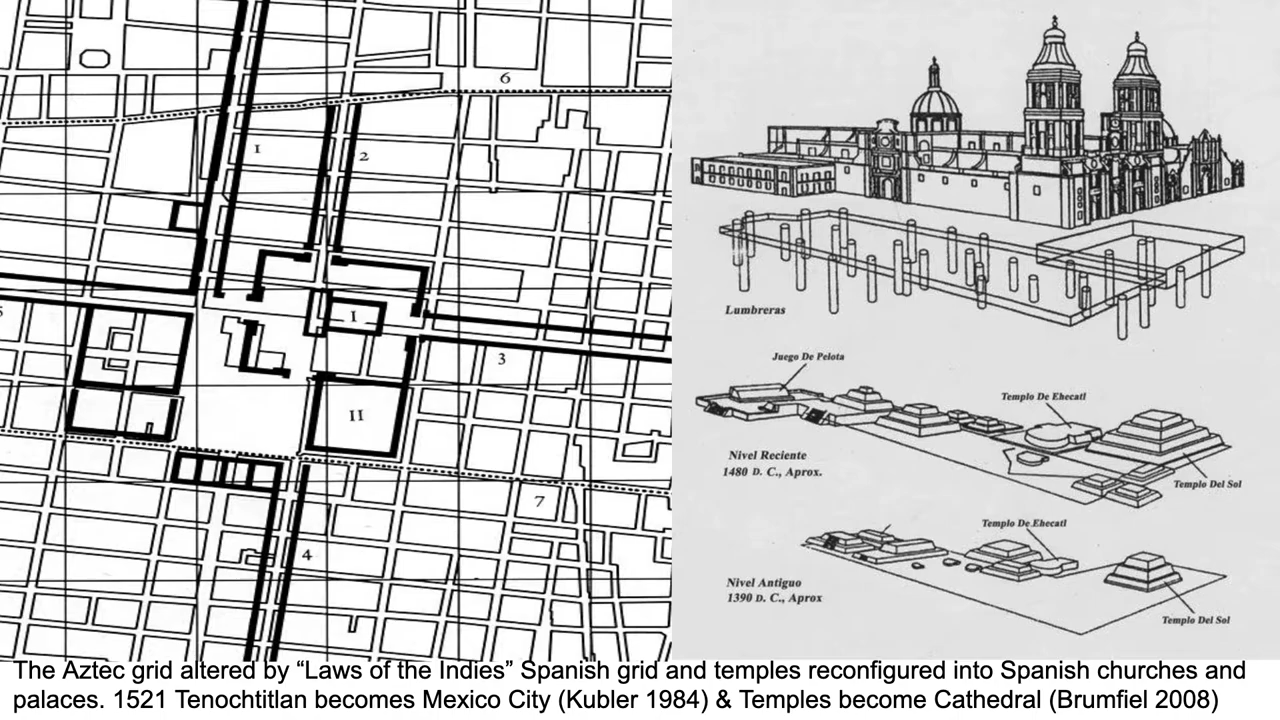 6
1
2
I
5
3
II
7
4
Lumbreras
Juego De Pelota
Templo De Ehecatl
Nivel Reciente
1480 D. C., Aprox.
Templo Del Sol
Templo De Ehecatl
Nivel Antiguo
1390 D. C., Aprox
Templo Del Sol
The Aztec grid altered by “Laws of the Indies” Spanish grid and temples reconfigured into Spanish churches and
palaces. 1521 Tenochtitlan becomes Mexico City (Kubler 1984) & Temples become Cathedral (Brumfiel 2008)